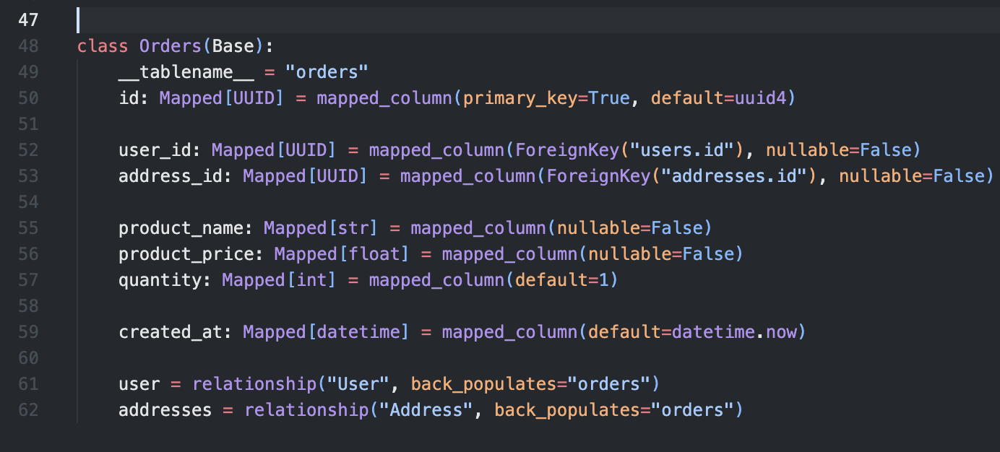 47
48 class Orders(Base):
49     __tablename__ = "orders"
50     id: Mapped[UUID] = mapped_column(primary_key=True, default=uuid4)
51
52     user_id: Mapped[UUID] = mapped_column(ForeignKey("users.id"), nullable=False)
53     address_id: Mapped[UUID] = mapped_column(ForeignKey("addresses.id"), nullable=False)
54
55     product_name: Mapped[str] = mapped_column(nullable=False)
56     product_price: Mapped[float] = mapped_column(nullable=False)
57     quantity: Mapped[int] = mapped_column(default=1)
58
59     created_at: Mapped[datetime] = mapped_column(default=datetime.now)
60
61     user = relationship("User", back_populates="orders")
62     addresses = relationship("Address", back_populates="orders")